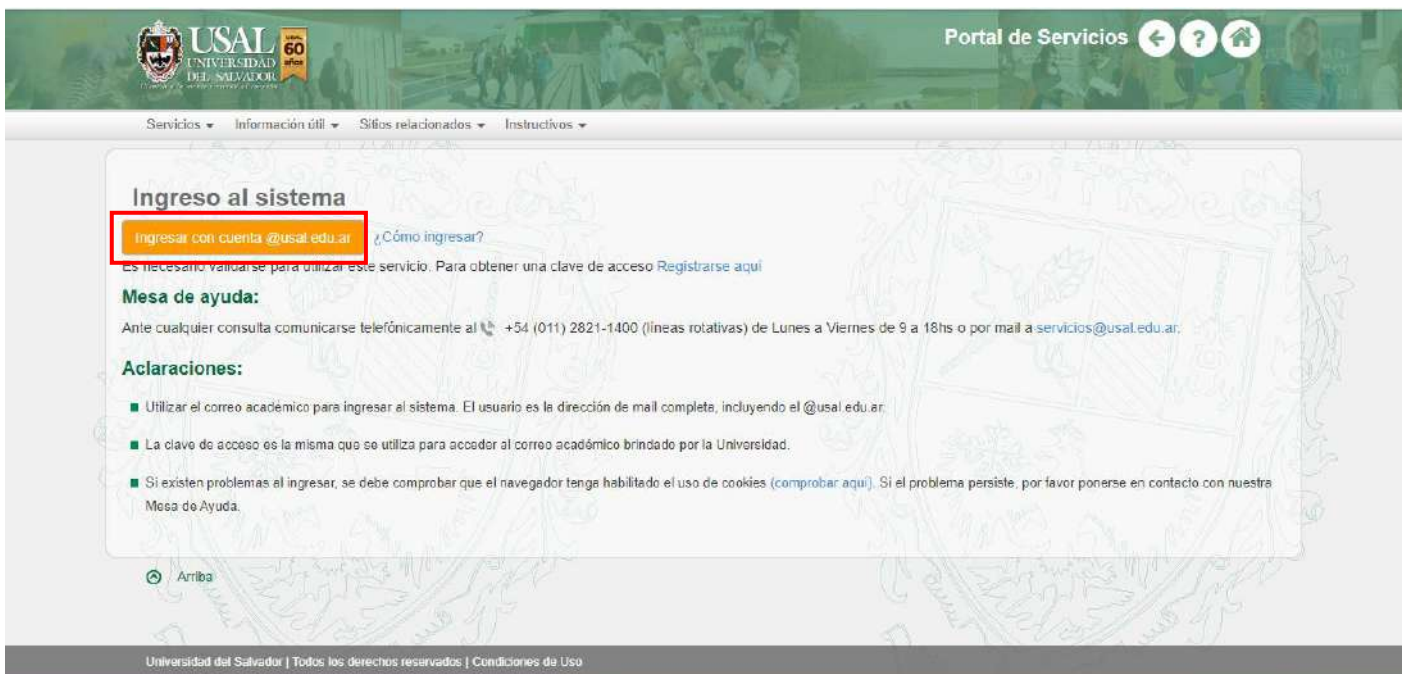 USAL
UNIVERSIDAD
DEL SALVADOR
USAL
60
años
Portal de Servicios
Servicios Información útil Sitios relacionados Instructivos
Ingreso al sistema
Ingresar con cuenta @usal.edu.ar ¿Cómo ingresar?
Es necesario validarse para utilizar este servicio. Para obtener una clave de acceso Registrarse aquí
Mesa de ayuda:
Ante cualquier consulta comunicarse telefónicamente al +54 (011) 2821-1400 (líneas rotativas) de Lunes a Viernes de 9 a 18hs o por mail a servicios@usal.edu.ar.
Aclaraciones:
Utilizar el correo académico para ingresar al sistema. El usuario es la dirección de mail completa, incluyendo el @usal.edu.ar.
La clave de acceso es la misma que se utiliza para acceder al correo académico brindado por la Universidad.
Si existen problemas al ingresar, se debe comprobar que el navegador tenga habilitado el uso de cookies (comprobar aquí). Si el problema persiste, por favor ponerse en contacto con nuestra
Mesa de Ayuda.
Arriba
Universidad del Salvador | Todos los derechos reservados | Condiciones de Uso